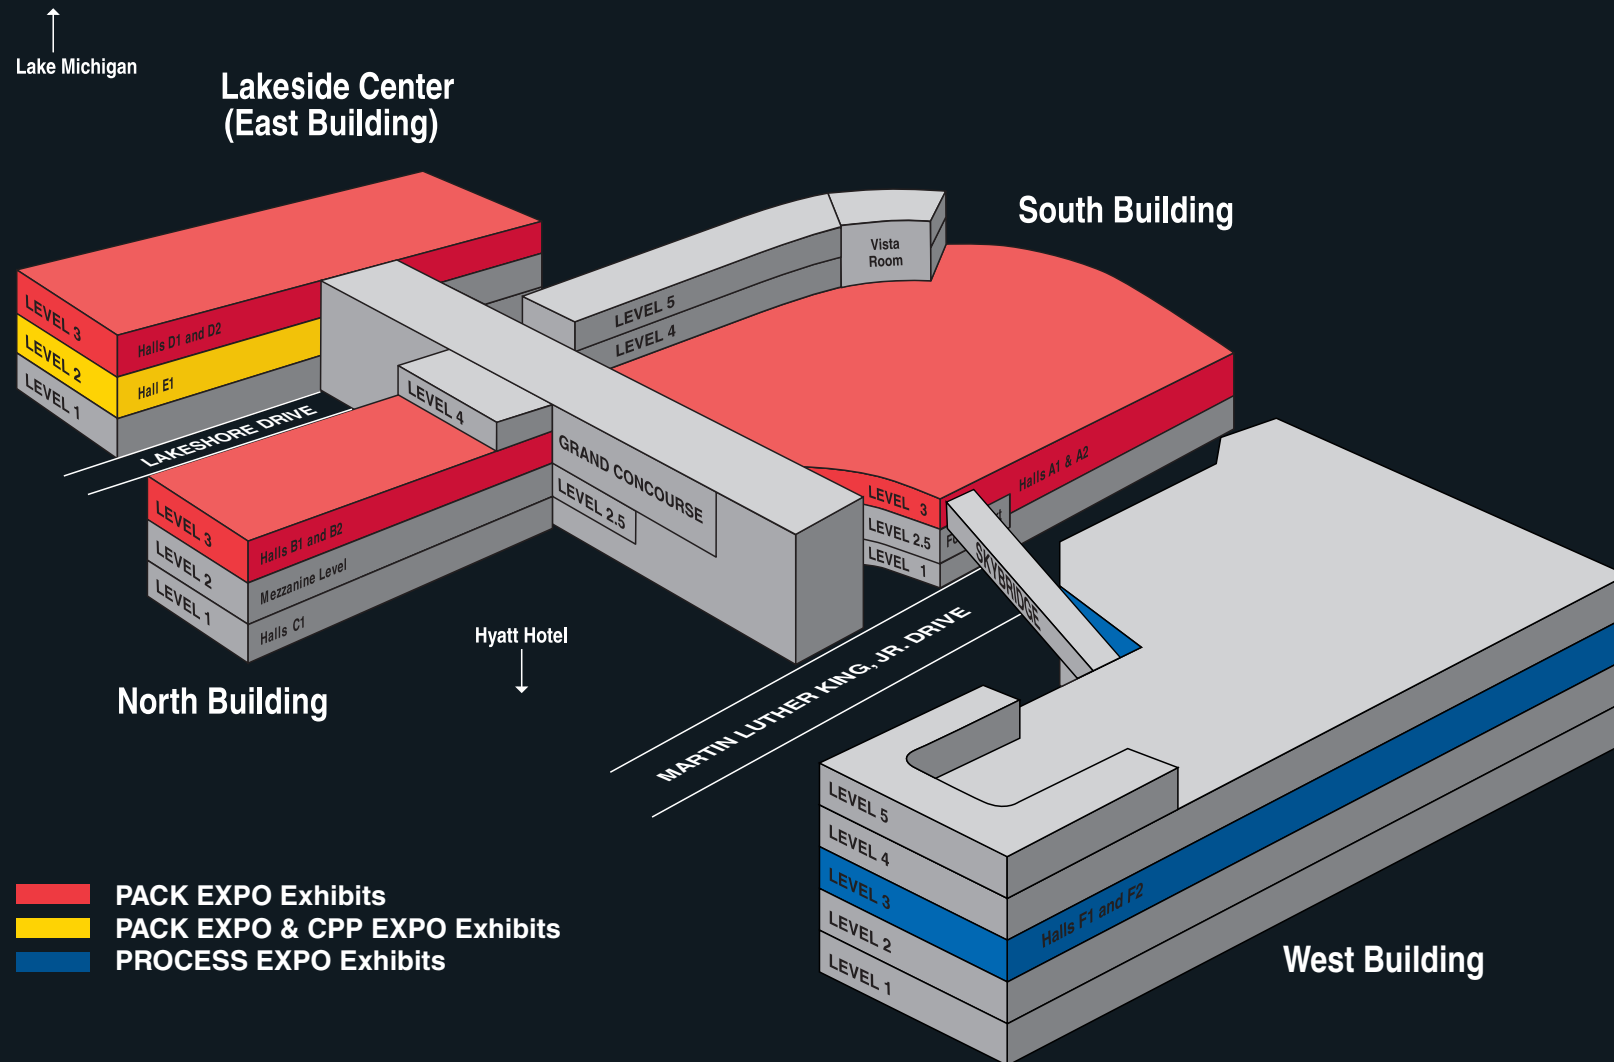 Lake Michigan
Lakeside Center
(East Building)
South Building
Vista
Room
LEVEL 5
LEVEL 4
LEVEL 3
Halls D1 and D2
LEVEL 2
Hall E1
LEVEL 1
LAKESHORE DRIVE
LEVEL 4
GRAND CONCOURSE
LEVEL 2.5
LEVEL 3
Halls B1 and B2
LEVEL 2
Mezzanine Level
LEVEL 1
Halls C1
North Building
Hyatt Hotel
LEVEL 3
Halls A1 & A2
LEVEL 2.5
LEVEL 1
SKYBRIDGE
MARTIN LUTHER KING, JR. DRIVE
LEVEL 5
LEVEL 4
LEVEL 3
Halls F1 and F2
LEVEL 2
LEVEL 1
West Building
PACK EXPO Exhibits
PACK EXPO & CPP EXPO Exhibits
PROCESS EXPO Exhibits